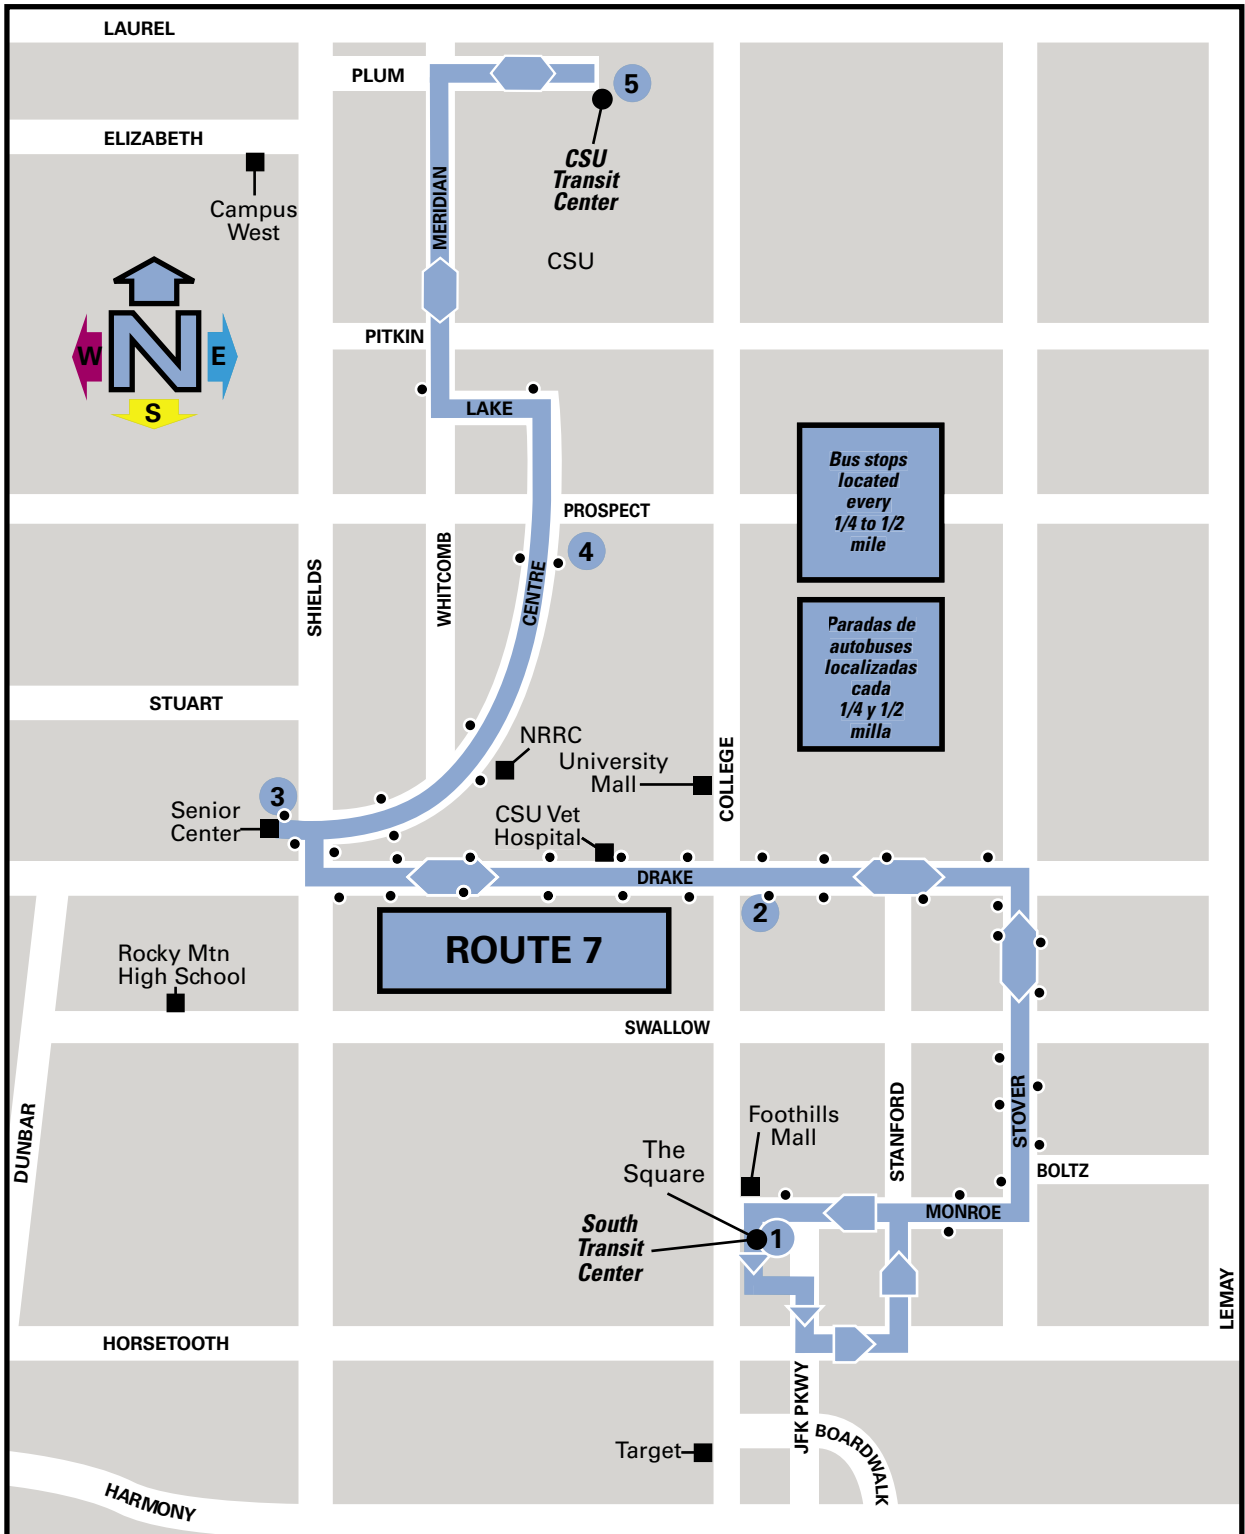 LAUREL
PLUM
5
ELIZABETH
CSU
Transit
Center
MERIDIAN
Campus
West
CSU
N
W
E
S
PITKIN
LAKE
Bus stops
located
every
1/4 to 1/2
mile
PROSPECT
4
WHITCOMB
CENTRE
SHIELDS
Paradas de
autobuses
localizadas
cada
1/4 y 1/2
milla
STUART
NRRC
University
Mall
COLLEGE
3
Senior
Center
CSU Vet
Hospital
DRAKE
2
ROUTE 7
Rocky Mtn
High School
SWALLOW
DUNBAR
STANFORD
STOVER
Foothills
Mall
The
Square
BOLTZ
MONROE
South
Transit
Center
1
LEMAY
HORSETOOTH
JFK PKWY
BOARDWALK
Target
HARMONY